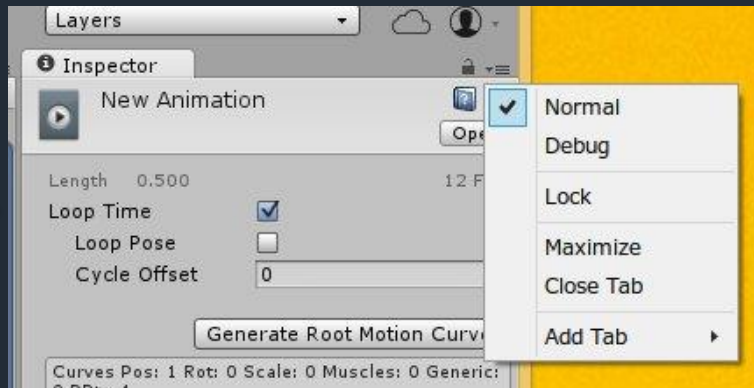 Layers
Inspector
New Animation
Ope
Length 0.500 12 F
Loop Time
Loop Pose
Cycle Offset 0
Generate Root Motion Curv
Curves Pos: 1 Rot: 0 Scale: 0 Muscles: 0 Generic:
Normal
Debug
Lock
Maximize
Close Tab
Add Tab